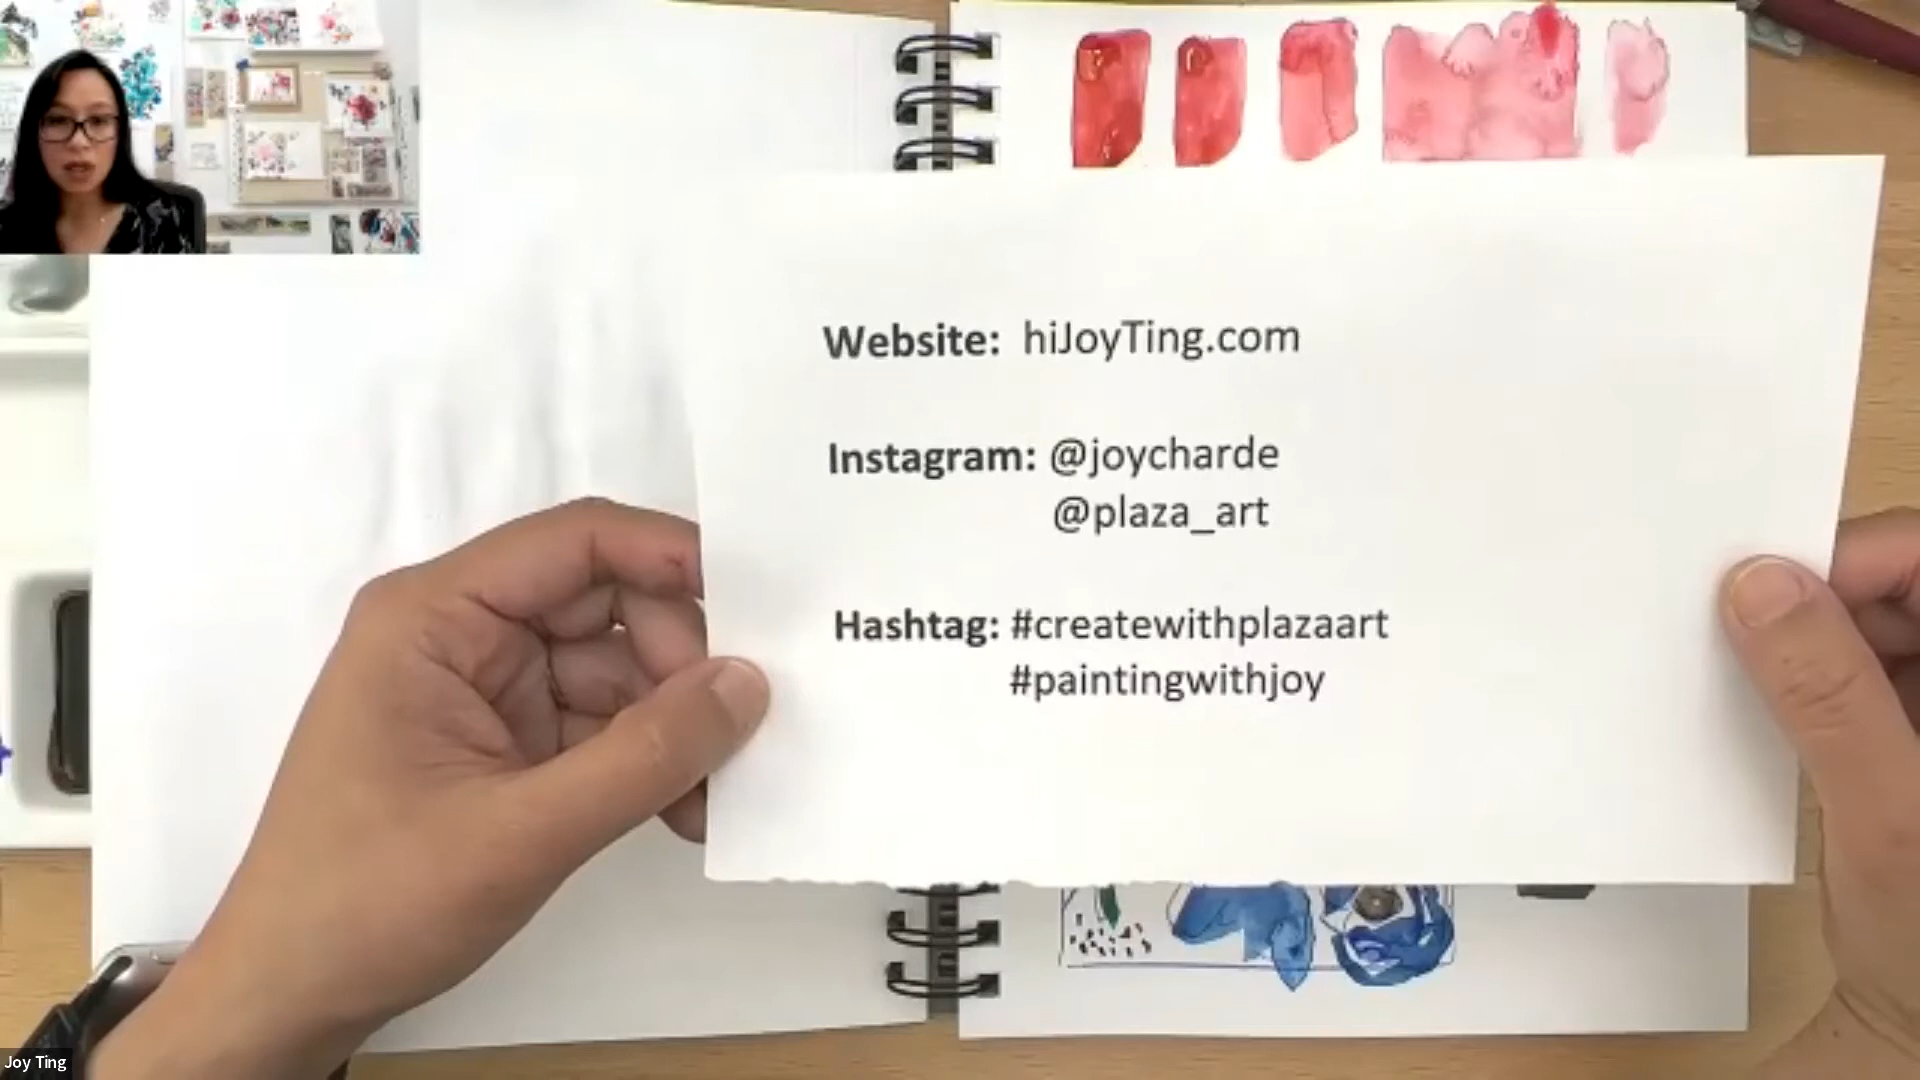 Website: hiJoyTing.com
Instagram: @joycharde
@plaza_art
Hashtag: #createwithplazaart
#paintingwithjoy
Joy Ting